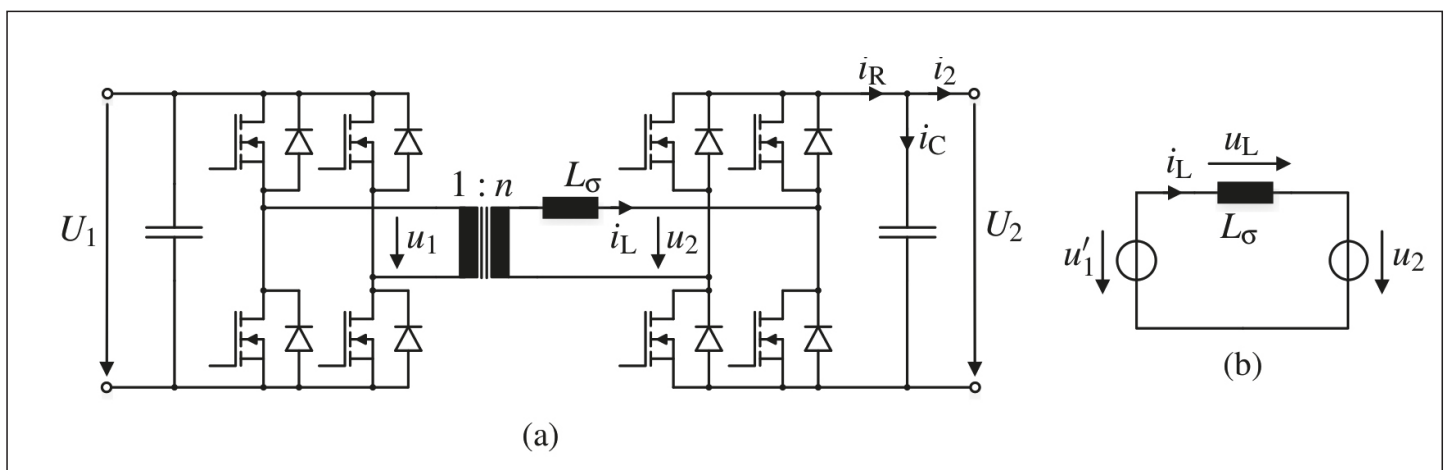 i_R i_2
i_C
1 : n L_σ
U_1 u_1 i_L u_2 U_2
(a)
u_L
i_L
L_σ
u′_1 u_2
(b)